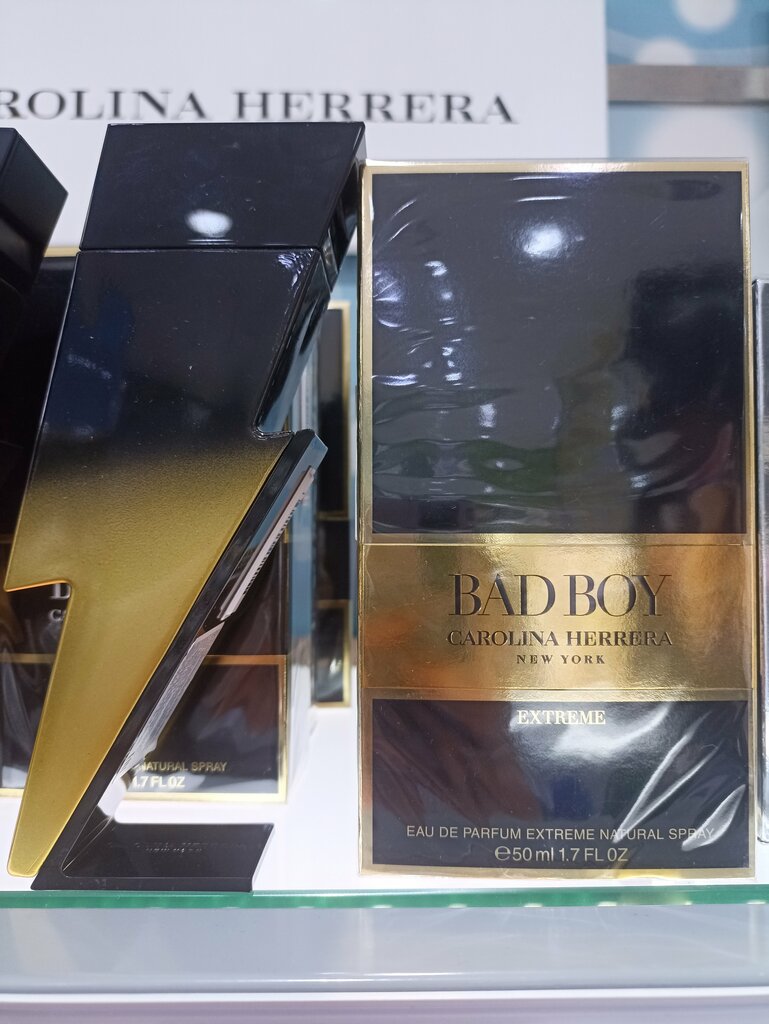 ROLINA HERRERA
BAD BOY
CAROLINA HERRERA
NEW YORK
EXTREME
EAU DE PARFUM EXTREME NATURAL SPRAY
℮50 ml 1.7 FL OZ
NATURAL SPRAY
1.7 FL OZ